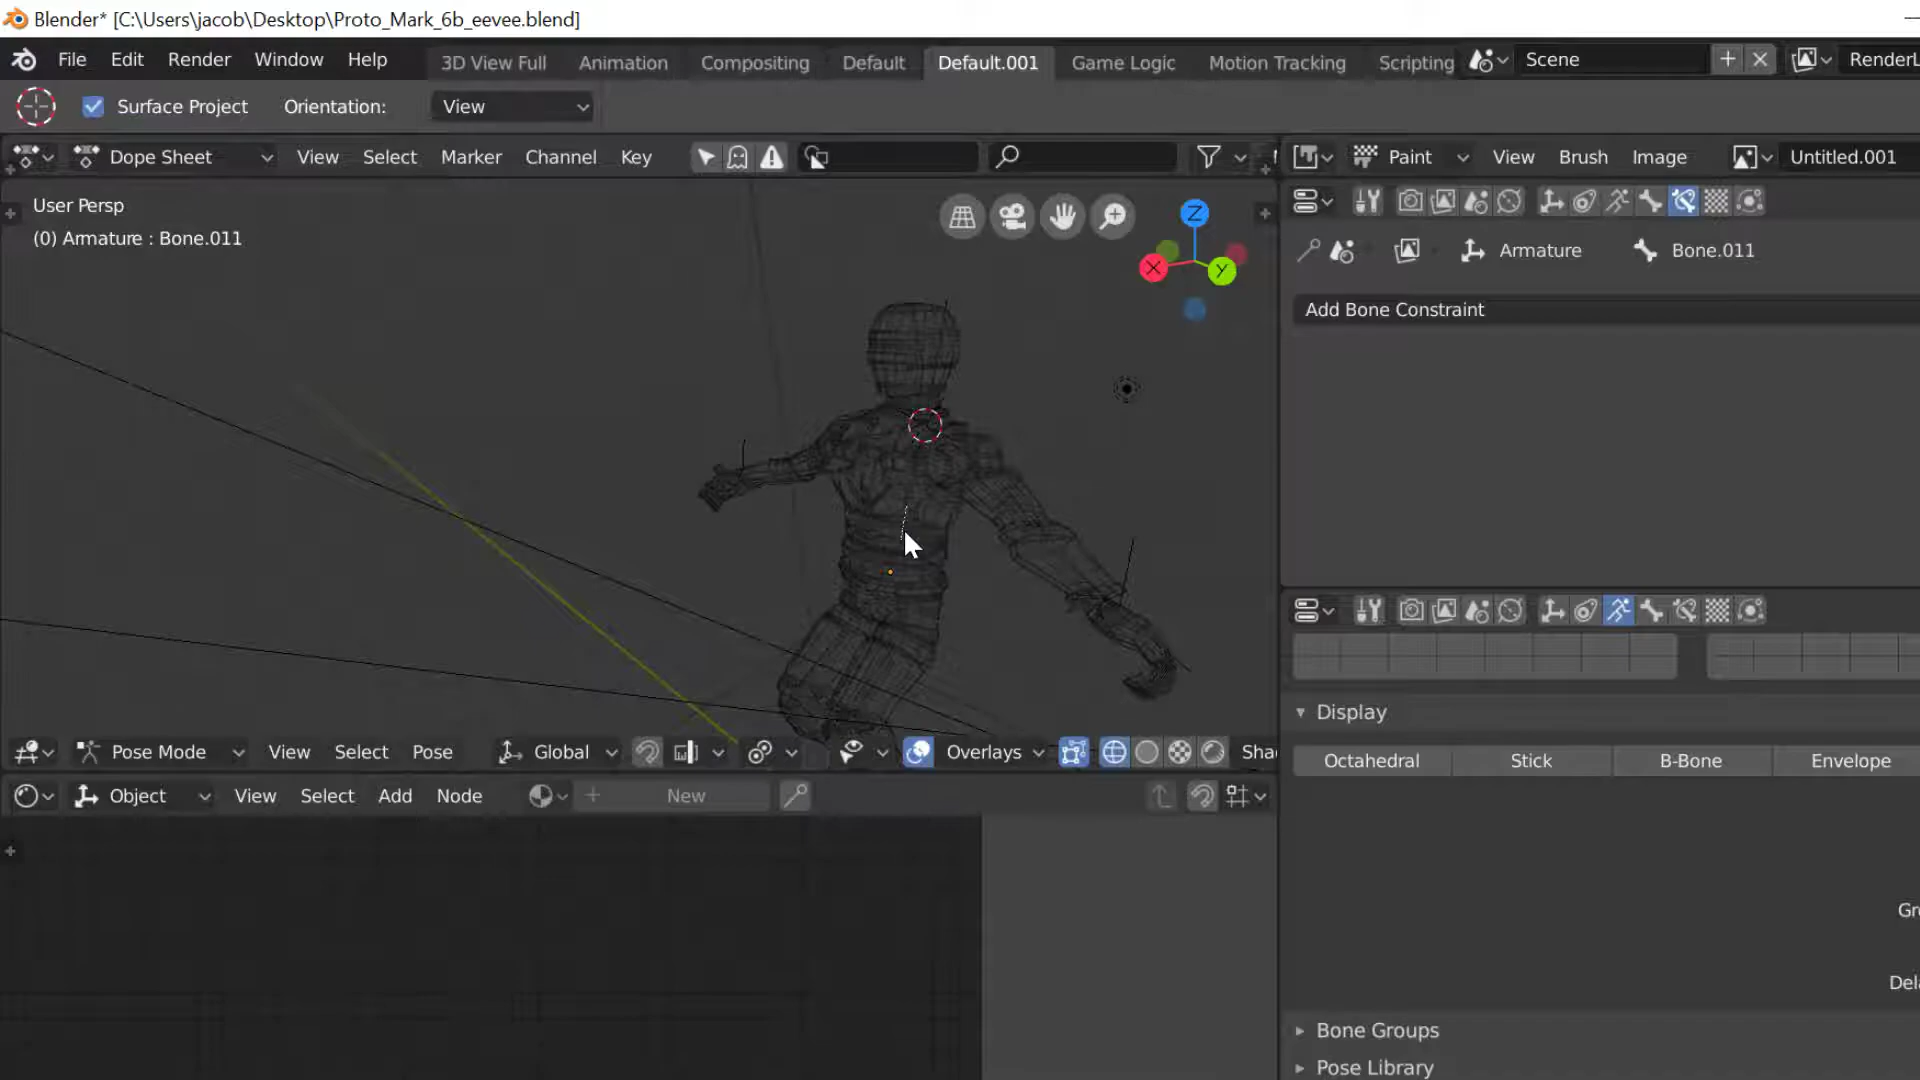 Blender* [C:\Users\jacob\Desktop\Proto_Mark_6b_eevee.blend]
File Edit Render Window Help 3D View Full Animation Compositing Default Default.001 Game Logic Motion Tracking Scripting Scene RenderL
Surface Project Orientation: View
Dope Sheet View Select Marker Channel Key Paint View Brush Image Untitled.001
User Persp
(0) Armature : Bone.011
Z
X
Y
Armature Bone.011
Add Bone Constraint
Display
Octahedral Stick B-Bone Envelope
Pose Mode View Select Pose Global Overlays Sha
Object View Select Add Node New
Gr
Dela
Bone Groups
Pose Library